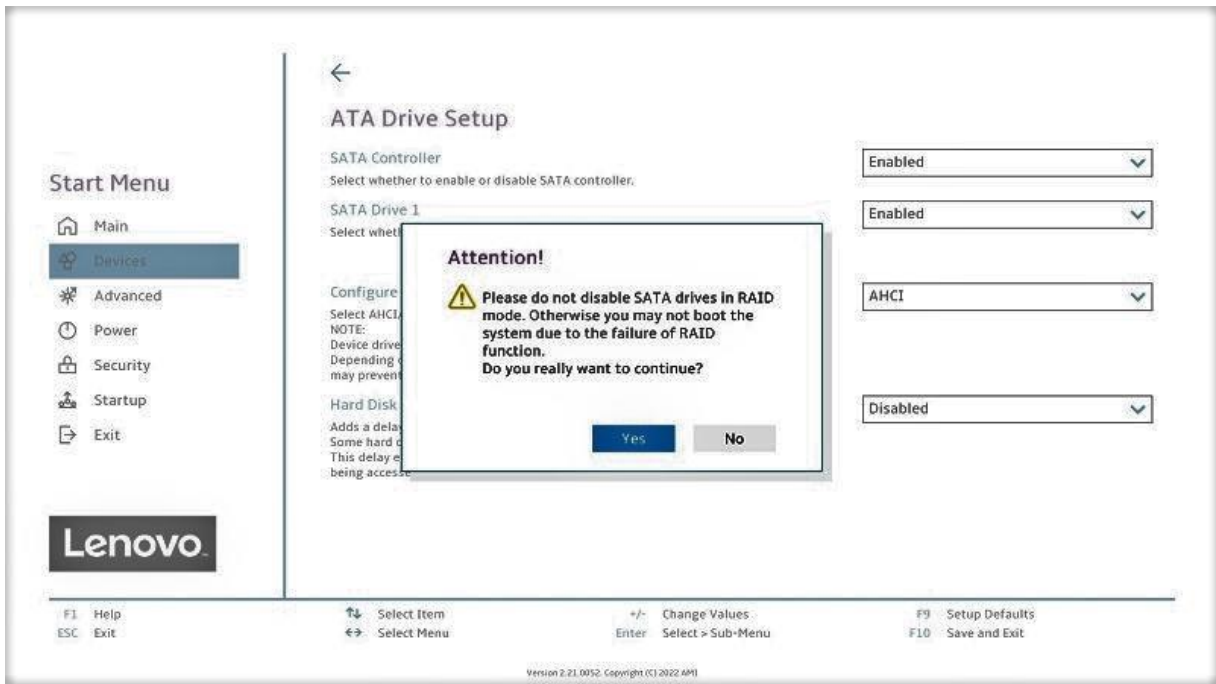 ATA Drive Setup
SATA Controller
Enabled
Select whether to enable or disable SATA controller.
SATA Drive 1
Enabled
Select
Start Menu
Main
Devices
Advanced
Power
Security
Startup
Exit
Configure
AHCI
Select AHCI
NOTE:
Device drive
Depending
may prevent
Hard Disk
Disabled
Adds a dela
Some hard
This delay
being access
Attention!
Please do not disable SATA drives in RAID
mode. Otherwise you may not boot the
system due to the failure of RAID
function.
Do you really want to continue?
Yes No
Lenovo
F1 Help
ESC Exit
↑↓ Select Item
↔ Select Menu
+/- Change Values
Enter Select > Sub-Menu
F9 Setup Defaults
F10 Save and Exit
Version 2.21.0052. Copyright (C) 2022 AMI